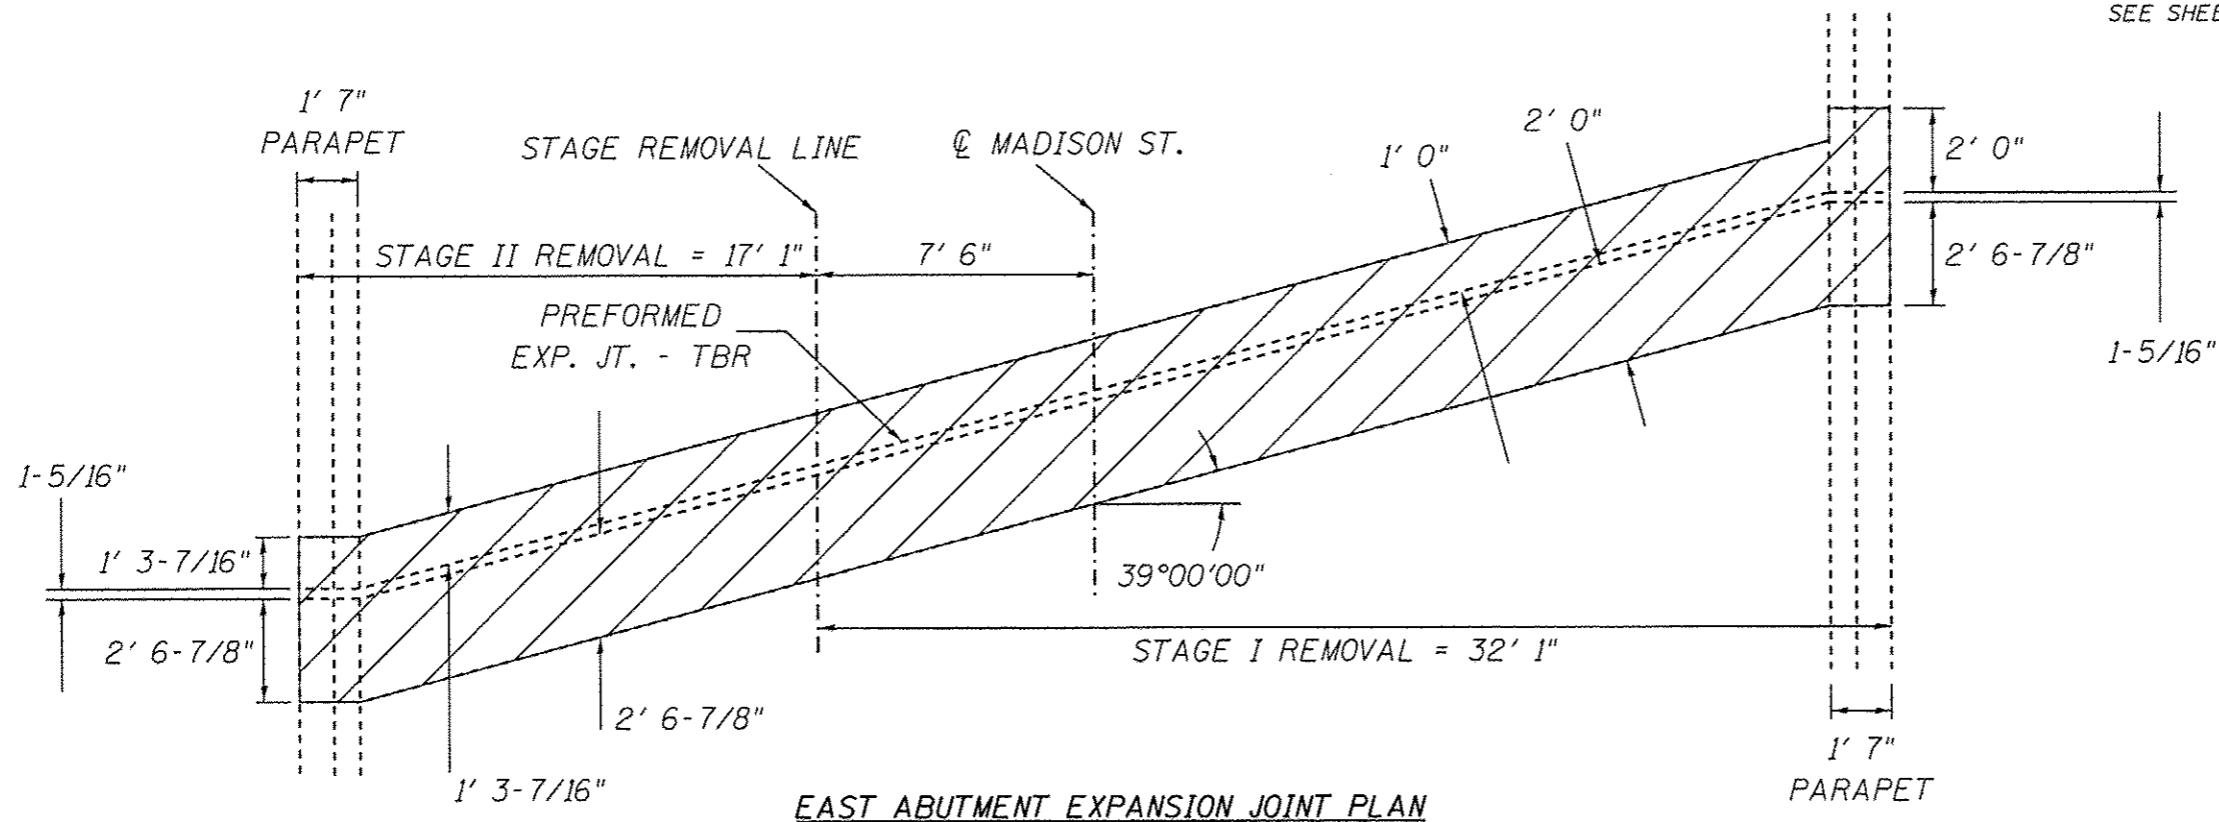 SEE SHEE
1' 7"
PARAPET
STAGE REMOVAL LINE
℄ MADISON ST.
1' 0"
2' 0"
2' 0"
STAGE II REMOVAL = 17' 1"
7' 6"
2' 6-7/8"
PREFORMED
EXP. JT. - TBR
1-5/16"
1-5/16"
1' 3-7/16"
39°00'00"
2' 6-7/8"
STAGE I REMOVAL = 32' 1"
2' 6-7/8"
1' 7"
PARAPET
1' 3-7/16"
EAST ABUTMENT EXPANSION JOINT PLAN